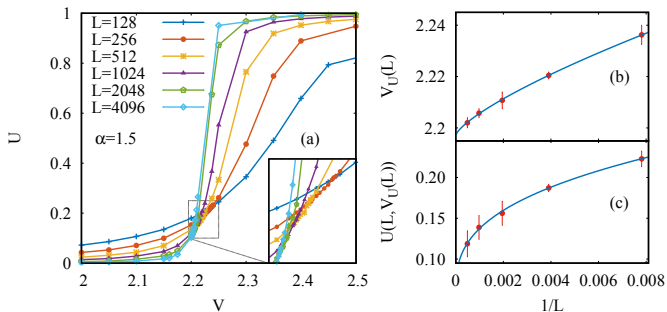 1
0.8
0.6
0.4
0.2
0
U
L=128
L=256
L=512
L=1024
L=2048
L=4096
α=1.5
(a)
2
2.1
2.2
2.3
2.4
2.5
V
2.24
2.22
2.2
V_U(L)
(b)
0.20
0.15
0.10
U(L, V_U(L))
(c)
0
0.002
0.004
0.006
0.008
1/L